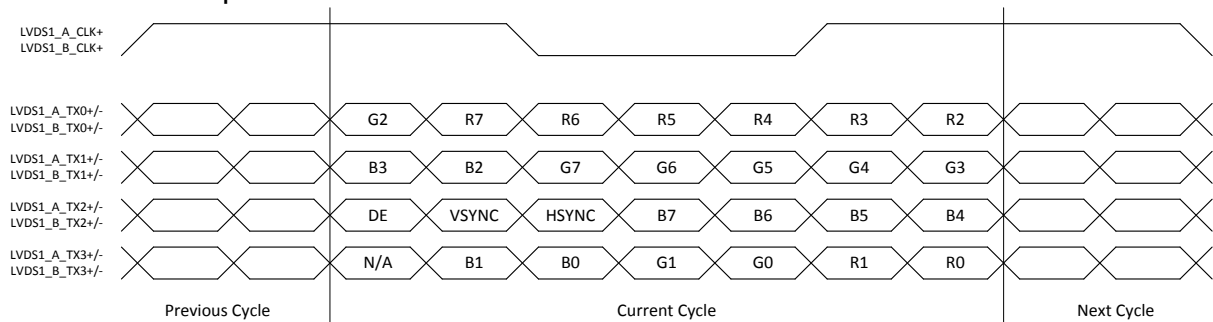 LVDS1_A_CLK+
LVDS1_B_CLK+
LVDS1_A_TX0+/-
LVDS1_B_TX0+/-
G2 R7 R6 R5 R4 R3 R2
LVDS1_A_TX1+/-
LVDS1_B_TX1+/-
B3 B2 G7 G6 G5 G4 G3
LVDS1_A_TX2+/-
LVDS1_B_TX2+/-
DE VSYNC HSYNC B7 B6 B5 B4
LVDS1_A_TX3+/-
LVDS1_B_TX3+/-
N/A B1 B0 G1 G0 R1 R0
Previous Cycle Current Cycle Next Cycle